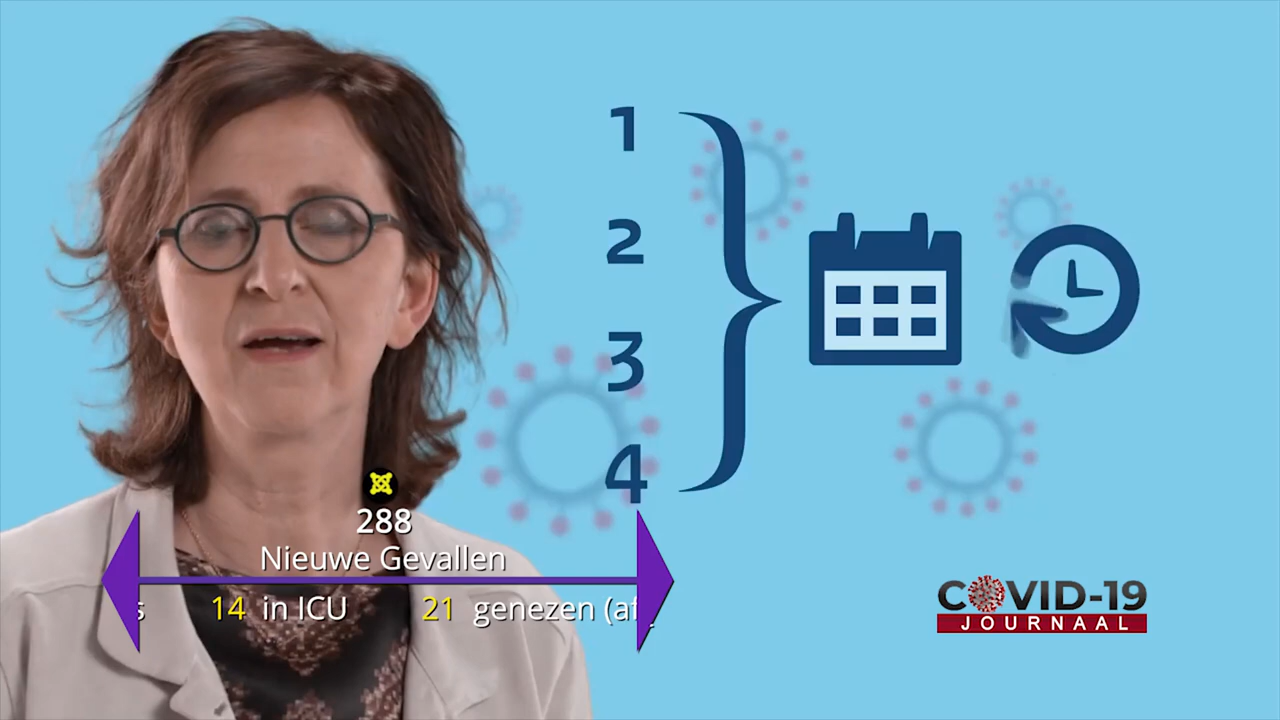 1
2
3
4
288
Nieuwe Gevallen
14 in ICU 21 genezen
COVID-19
JOURNAAL